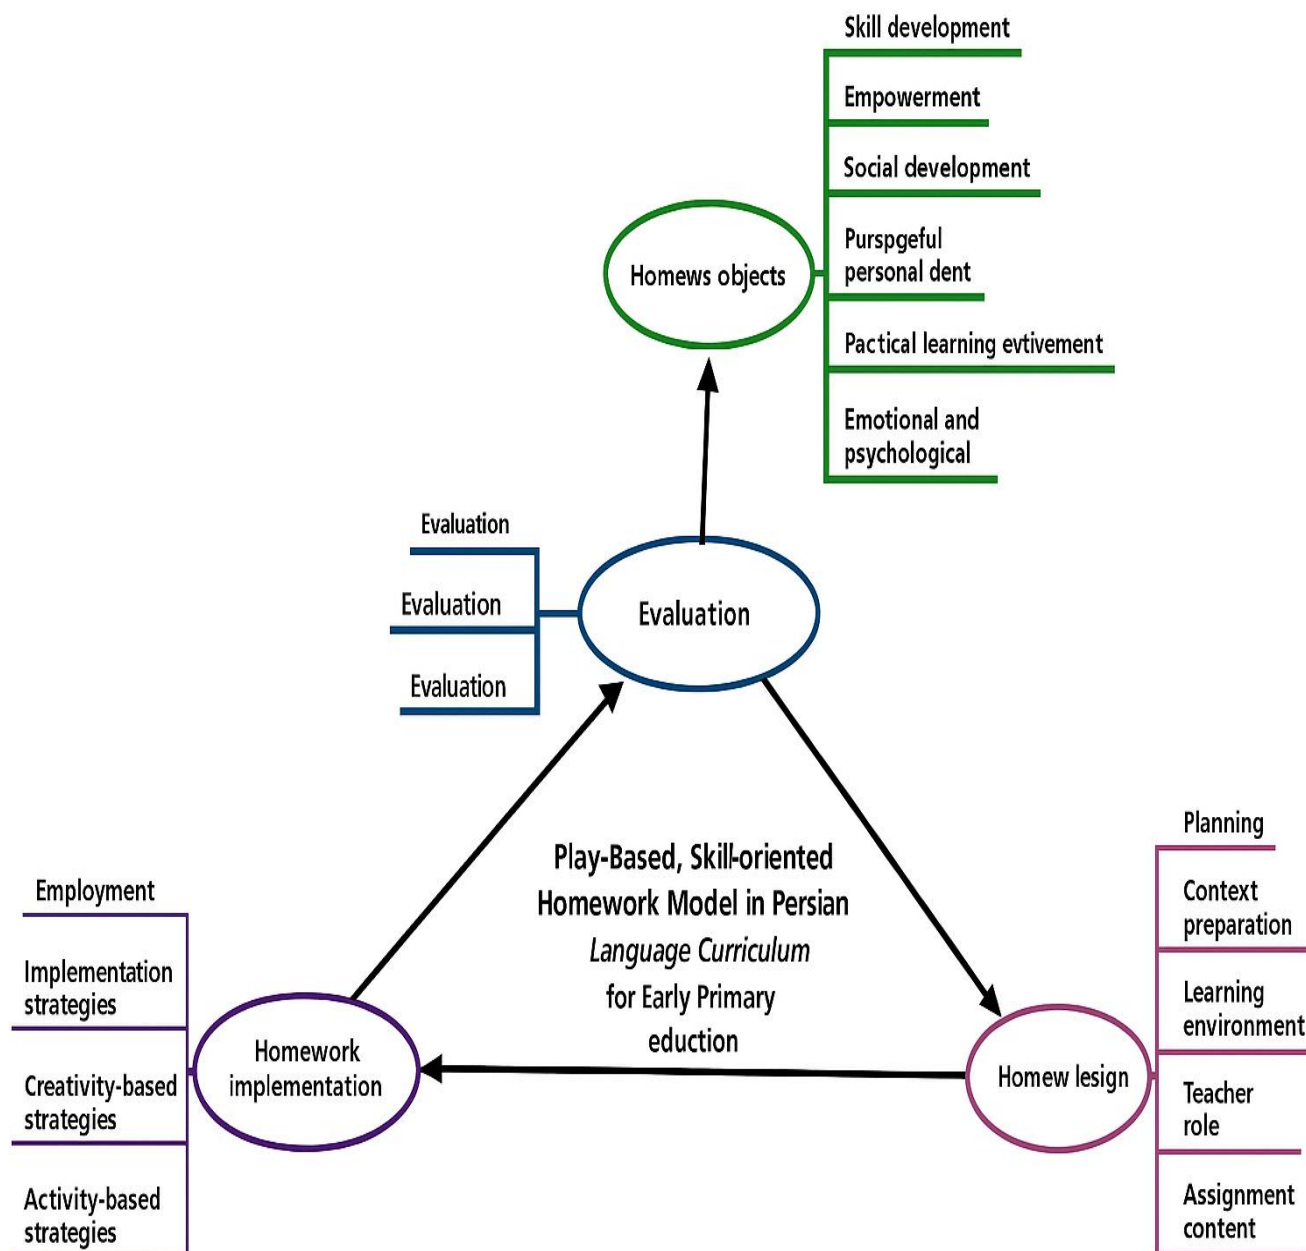 Skill development
Empowerment
Social development
Purspgeful
personal dent
Homews objects
Pactical learning evtivement
Emotional and
psychological
Evaluation
Evaluation
Evaluation
Evaluation
Play-Based, Skill-oriented
Homework Model in Persian
Language Curriculum
for Early Primary
eduction
Employment
Implementation
strategies
Creativity-based
strategies
Activity-based
strategies
Homework
implementation
Homew lesign
Planning
Context
preparation
Learning
environment
Teacher
role
Assignment
content